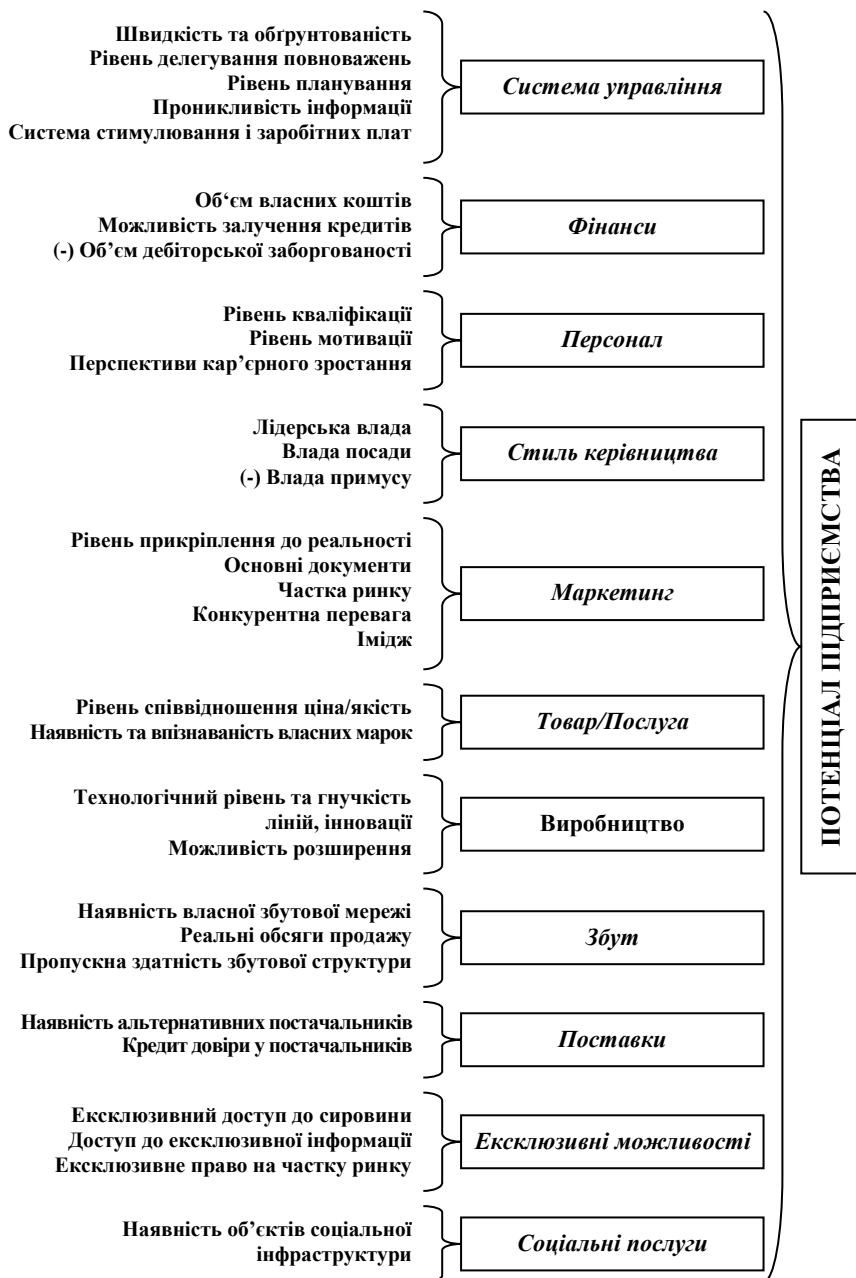 Швидкість та обґрунтованість
Рівень делегування повноважень
Рівень планування
Проникливість інформації
Система стимулювання і заробітних плат
Система управління
Об‘єм власних коштів
Можливість залучення кредитів
(-) Об’єм дебіторської заборгованості
Фінанси
Рівень кваліфікації
Рівень мотивації
Перспективи кар’єрного зростання
Персонал
Лідерська влада
Влада посади
(-) Влада примусу
Стиль керівництва
Рівень прикріплення до реальності
Основні документи
Частка ринку
Конкурентна перевага
Імідж
Маркетинг
Рівень співвідношення ціна/якість
Наявність та впізнаваність власних марок
Товар/Послуга
Технологічний рівень та гнучкість
ліній, інновації
Можливість розширення
Виробництво
Наявність власної збутової мережі
Реальні обсяги продажу
Пропускна здатність збутової структури
Збут
Наявність альтернативних постачальників
Кредит довіри у постачальників
Поставки
Ексклюзивний доступ до сировини
Доступ до ексклюзивної інформації
Ексклюзивне право на частку ринку
Ексклюзивні можливості
Наявність об’єктів соціальної
інфраструктури
Соціальні послуги
ПОТЕНЦІАЛ ПІДПРИЄМСТВА